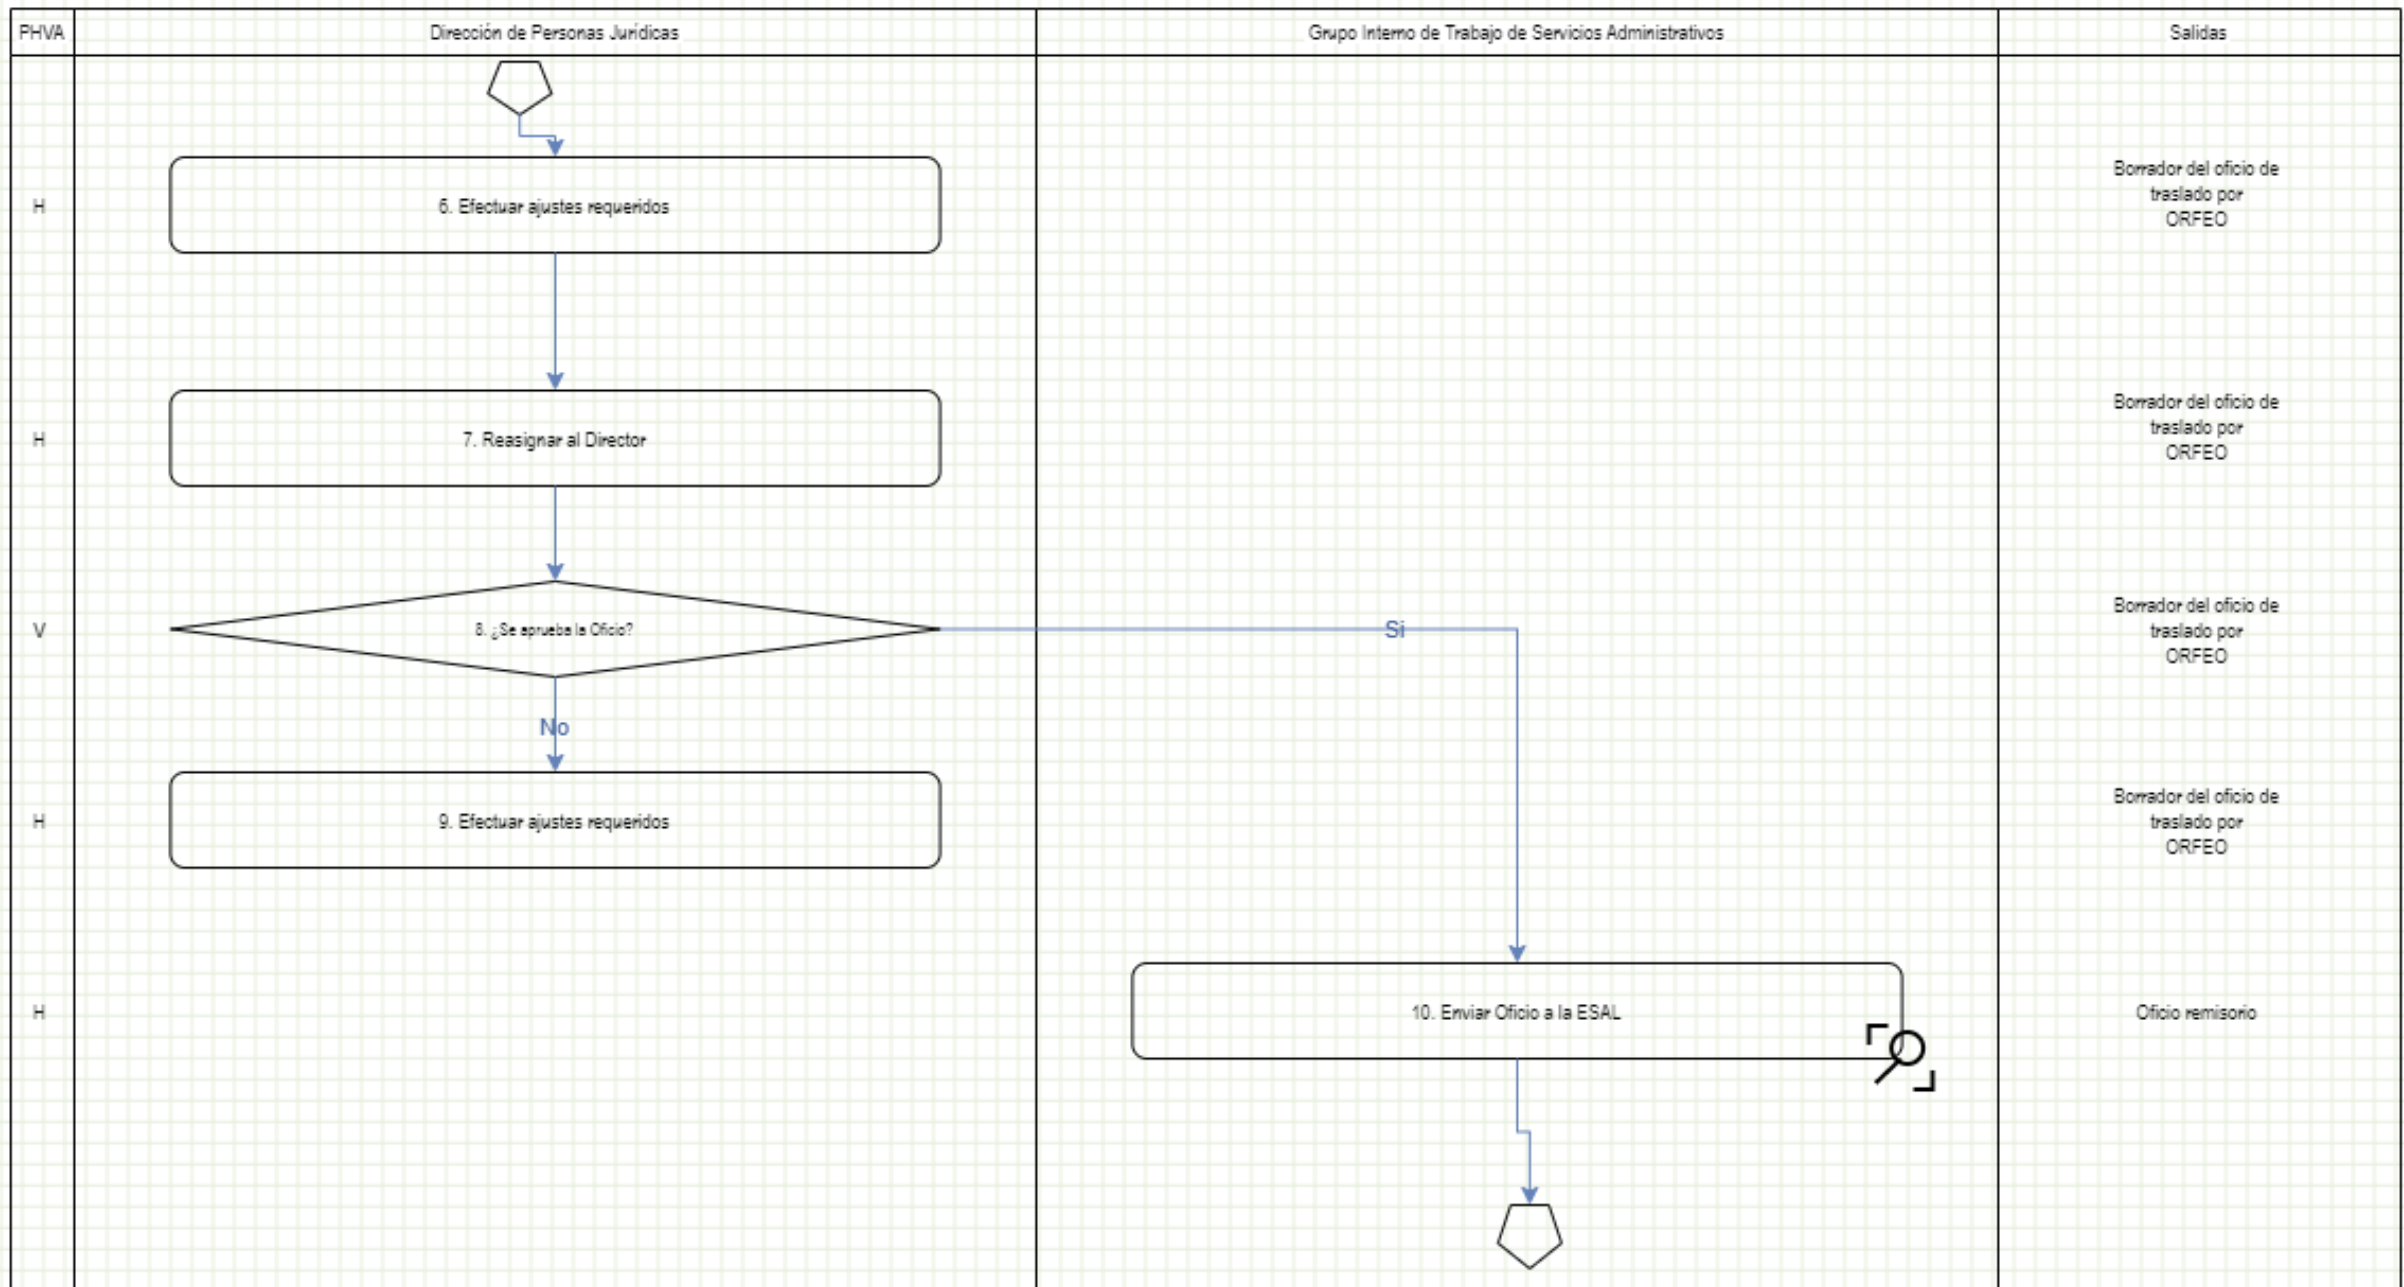 PHVA
Dirección de Personas Jurídicas
Grupo Interno de Trabajo de Servicios Administrativos
Salidas
H
6. Efectuar ajustes requeridos
Borrador del oficio de
traslado por
ORFEO
H
7. Reasignar al Director
Borrador del oficio de
traslado por
ORFEO
V
8. ¿Se aprueba la Oficio?
Si
Borrador del oficio de
traslado por
ORFEO
No
H
9. Efectuar ajustes requeridos
Borrador del oficio de
traslado por
ORFEO
H
10. Enviar Oficio a la ESAL
Oficio remisorio